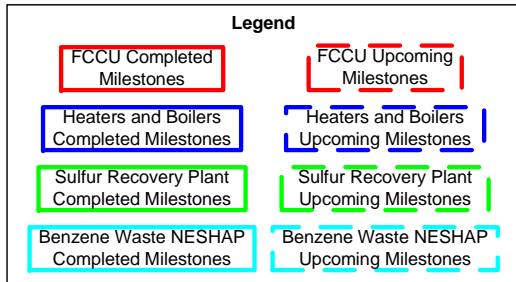 Legend
FCCU Completed
Milestones
FCCU Upcoming
Milestones
Heaters and Boilers
Completed Milestones
Heaters and Boilers
Upcoming Milestones
Sulfur Recovery Plant
Completed Milestones
Sulfur Recovery Plant
Upcoming Milestones
Benzene Waste NESHAP
Completed Milestones
Benzene Waste NESHAP
Upcoming Milestones